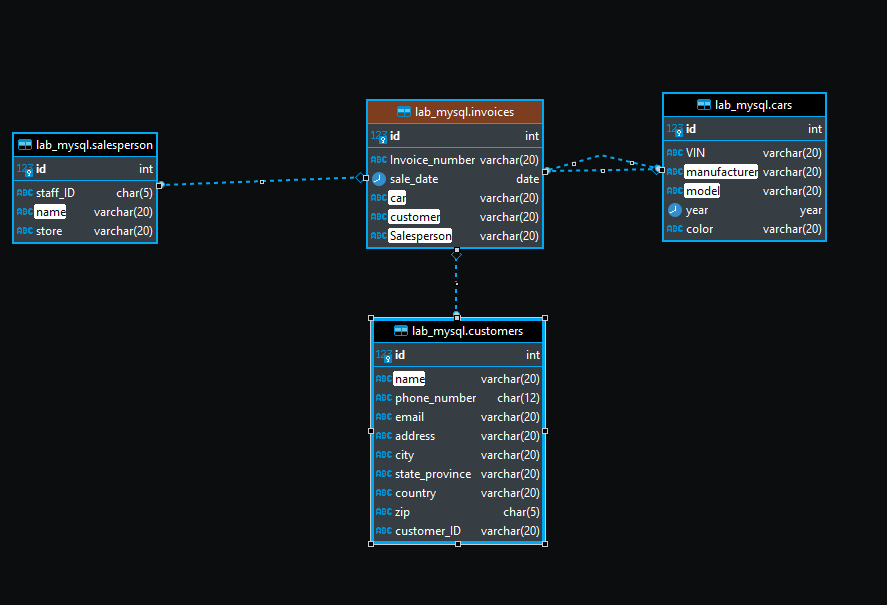 lab_mysql.salesperson
123 id int
ABC staff_ID char(5)
ABC name varchar(20)
ABC store varchar(20)
lab_mysql.invoices
123 id int
ABC Invoice_number varchar(20)
sale_date date
ABC car varchar(20)
ABC customer varchar(20)
ABC Salesperson varchar(20)
lab_mysql.cars
123 id int
ABC VIN varchar(20)
ABC manufacturer varchar(20)
ABC model varchar(20)
year year
ABC color varchar(20)
lab_mysql.customers
123 id int
ABC name varchar(20)
ABC phone_number char(12)
ABC email varchar(20)
ABC address varchar(20)
ABC city varchar(20)
ABC state_province varchar(20)
ABC country varchar(20)
ABC zip char(5)
ABC customer_ID varchar(20)